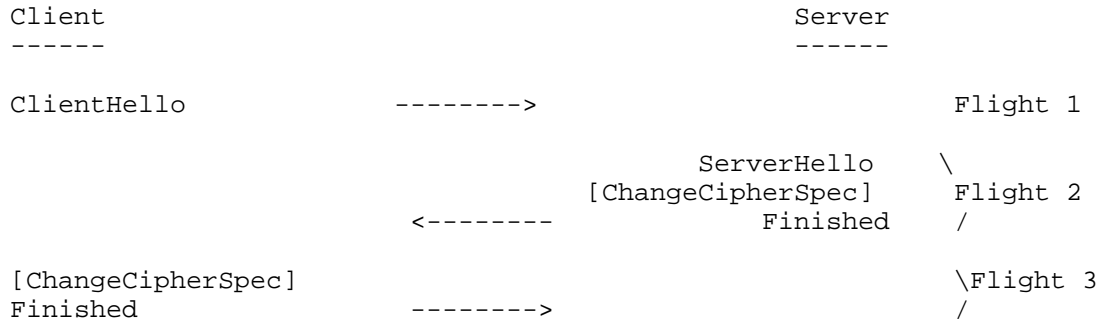 Client                                          Server
------                                          ------

ClientHello             -------->                         Flight 1

                                          ServerHello    \
                                   [ChangeCipherSpec]     Flight 2
                         <--------            Finished    /

[ChangeCipherSpec]                                        \Flight 3
Finished                 -------->                        /